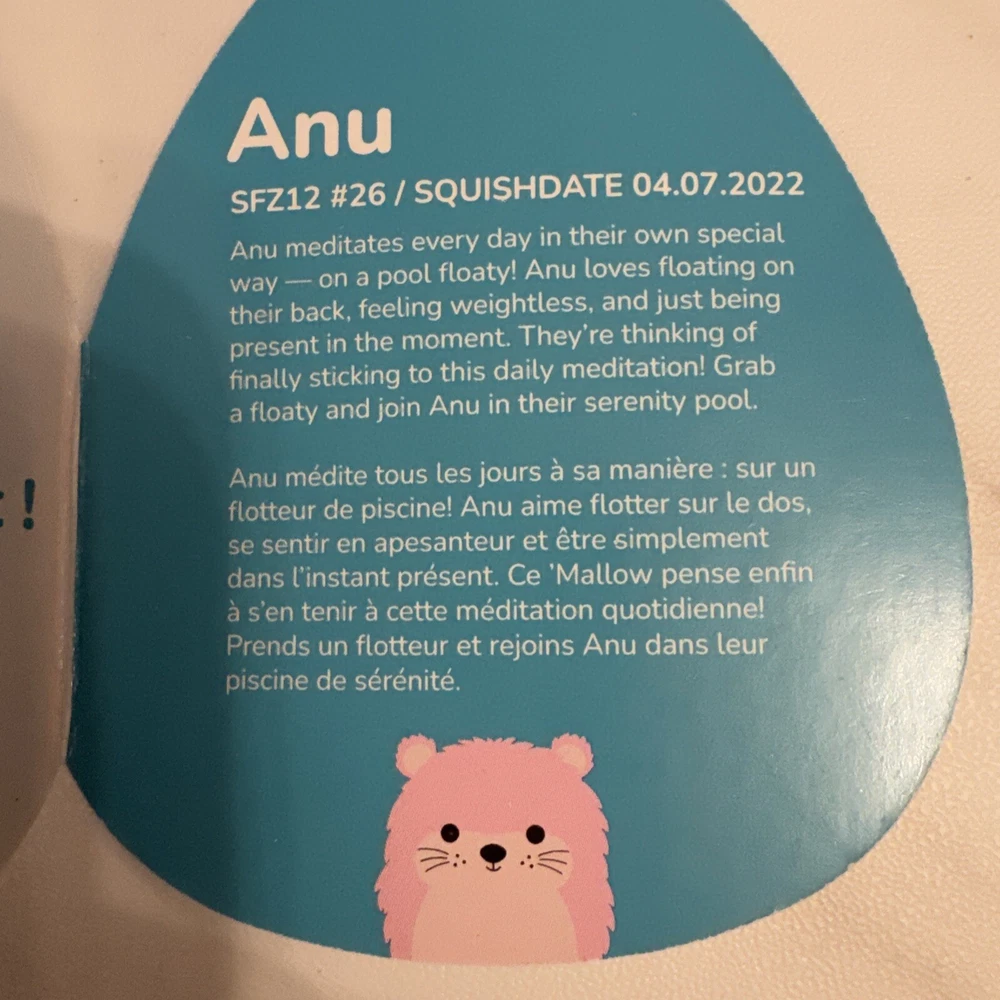 Anu
SFZ12 #26 / SQUISHDATE 04.07.2022
Anu meditates every day in their own special
way — on a pool floaty! Anu loves floating on
their back, feeling weightless, and just being
present in the moment. They're thinking of
finally sticking to this daily meditation! Grab
a floaty and join Anu in their serenity pool.
Anu médite tous les jours à sa manière : sur un
flotteur de piscine! Anu aime flotter sur le dos,
se sentir en apesanteur et être simplement
dans l'instant présent. Ce 'Mallow pense enfin
à s'en tenir à cette méditation quotidienne!
Prends un flotteur et rejoins Anu dans leur
piscine de sérénité.